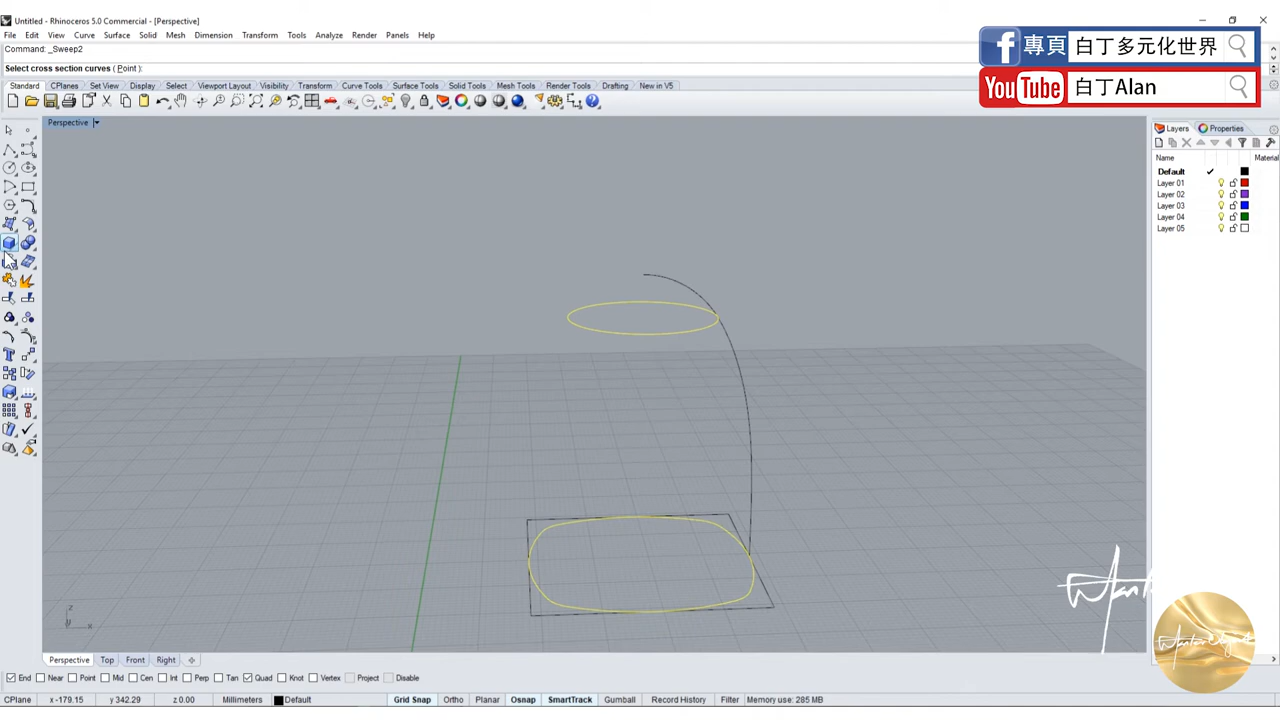 Untitled - Rhinoceros 5.0 Commercial - [Perspective]
File Edit View Curve Surface Solid Mesh Dimension Transform Tools Analyze Render Panels Help
Command: _Sweep2
Select cross section curves ( Point ):
Standard CPlanes Set View Display Select Viewport Layout Visibility Transform Curve Tools Surface Tools Solid Tools Mesh Tools Render Tools Drafting New in V5
f 專頁 白丁多元化世界
YouTube 白丁Alan
Perspective
Layers Properties
Name Material
Default
Layer 01
Layer 02
Layer 03
Layer 04
Layer 05
z
y x
Perspective Top Front Right
End Near Point Mid Cen Int Perp Tan Quad Knot Vertex Project Disable
CPlane x -179.15 y 342.29 z 0.00 Millimeters Default Grid Snap Ortho Planar Osnap SmartTrack Gumball Record History Filter Memory use: 285 MB